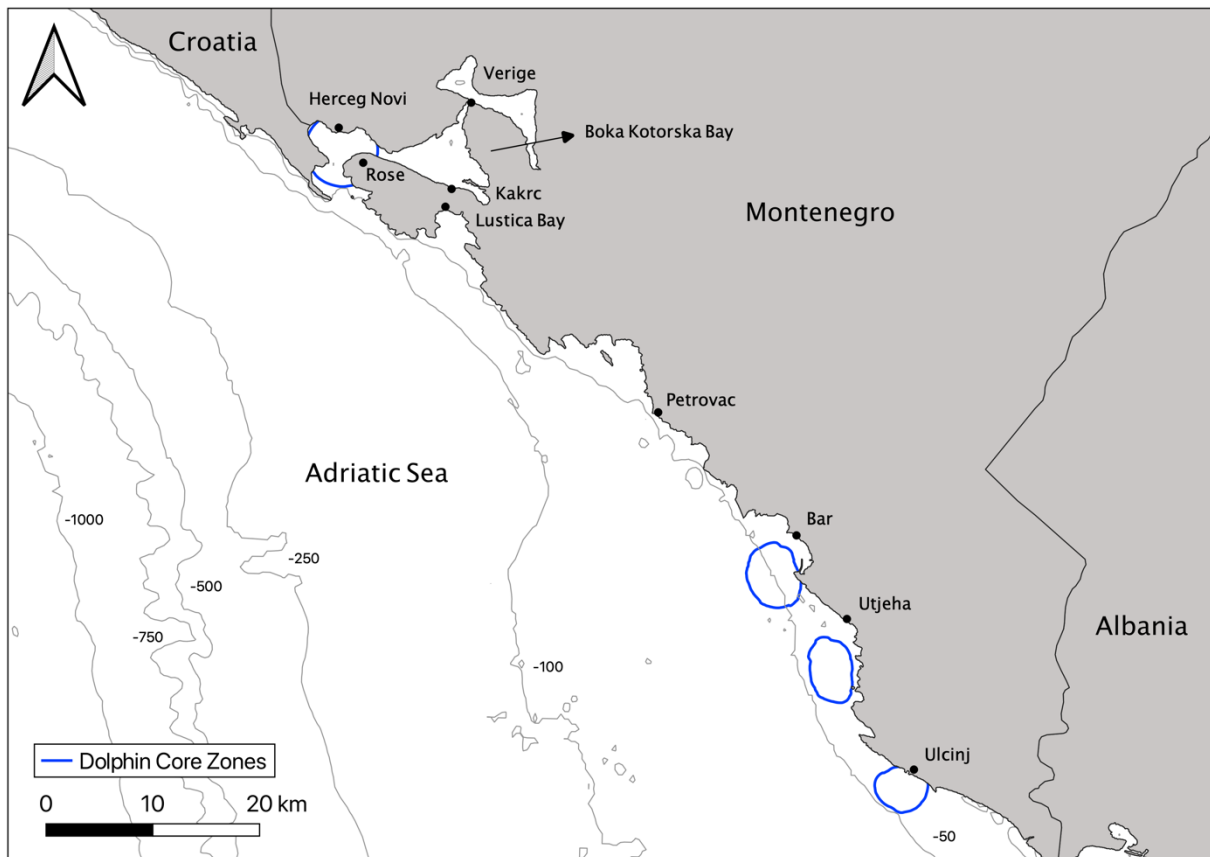 Croatia
Verige
Herceg Novi
Boka Kotorska Bay
Rose
Kakrc
Lustica Bay
Montenegro
Petrovac
Adriatic Sea
-1000
Bar
-250
-500
Utjeha
-750
Albania
-100
Ulcinj
Dolphin Core Zones
0 10 20 km
-50